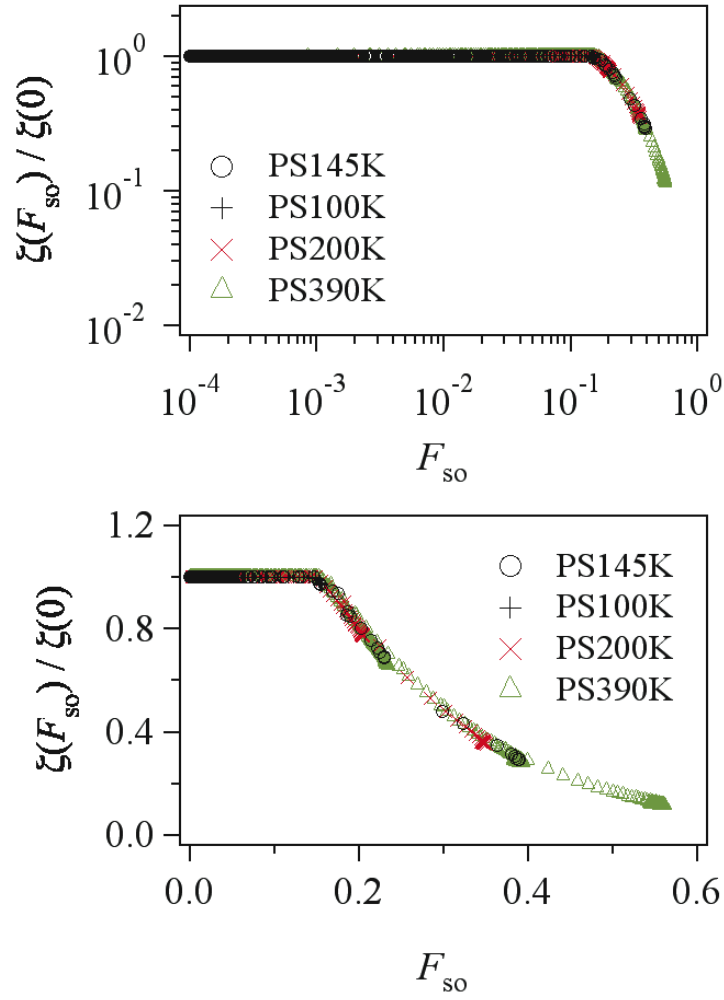 ζ(F_so) / ζ(0)
10^0
10^-1
10^-2
PS145K
PS100K
PS200K
PS390K
10^-4 10^-3 10^-2 10^-1 10^0
F_so
ζ(F_so) / ζ(0)
1.2
0.8
0.4
0.0
PS145K
PS100K
PS200K
PS390K
0.0 0.2 0.4 0.6
F_so